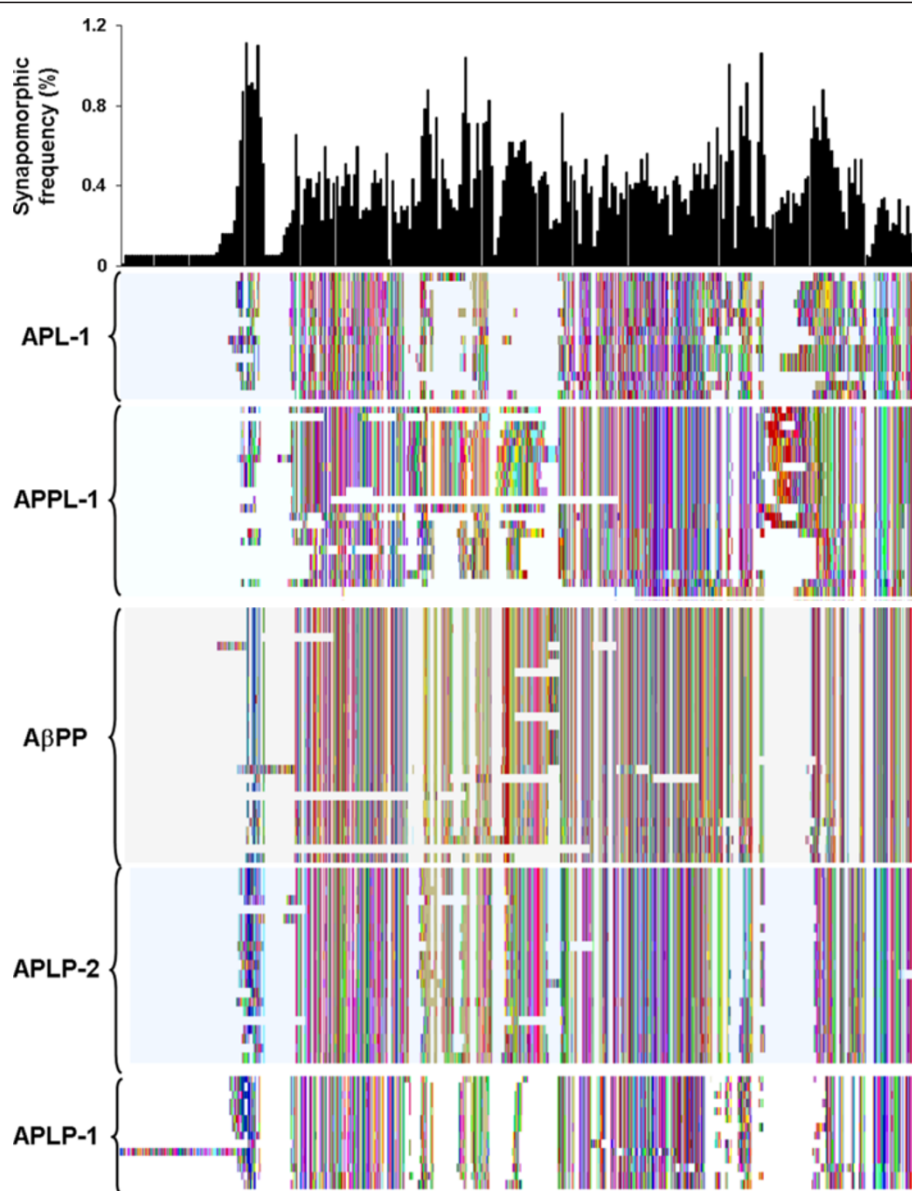 Synapomorphic
frequency (%)
1.2
0.8
0.4
0
APL-1
APPL-1
AβPP
APLP-2
APLP-1